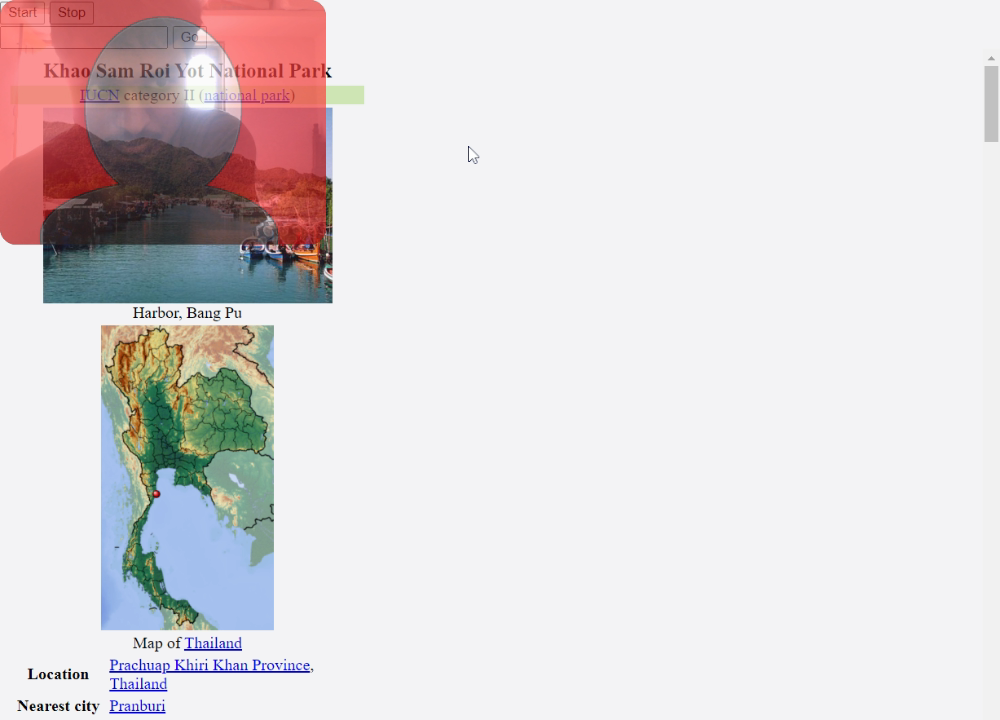 Start Stop
Go
Khao Sam Roi Yot National Park
IUCN category II (national park)
Harbor, Bang Pu
Map of Thailand
Location Prachuap Khiri Khan Province,
Thailand
Nearest city Pranburi